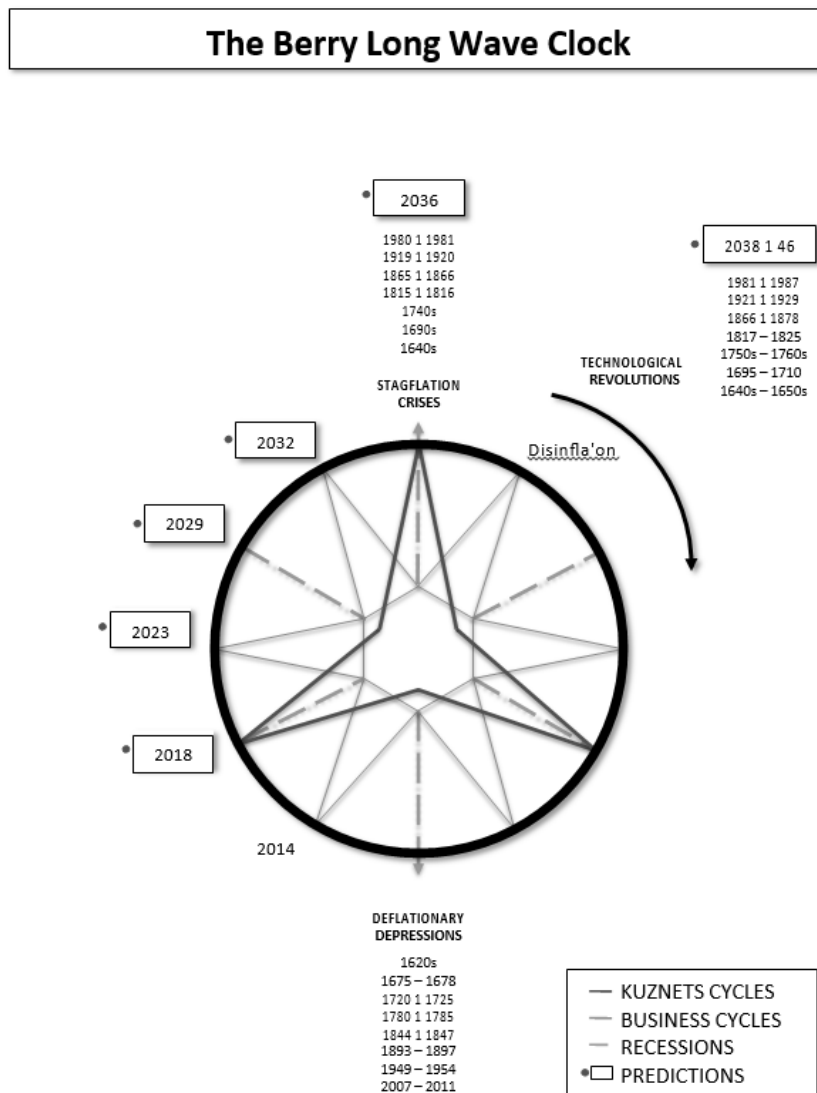 The Berry Long Wave Clock
2036
1980 1 1981
1919 1 1920
1865 1 1866
1815 1 1816
1740s
1690s
1640s
STAGFLATION
CRISES
2038 1 46
1981 1 1987
1921 1 1929
1866 1 1878
1817 – 1825
1750s – 1760s
1695 – 1710
1640s – 1650s
TECHNOLOGICAL
REVOLUTIONS
Disinfla'on
2032
2029
2023
2018
2014
DEFLATIONARY
DEPRESSIONS
1620s
1675 – 1678
1720 1 1725
1780 1 1785
1844 1 1847
1893 – 1897
1949 – 1954
2007 – 2011
KUZNETS CYCLES
BUSINESS CYCLES
RECESSIONS
PREDICTIONS